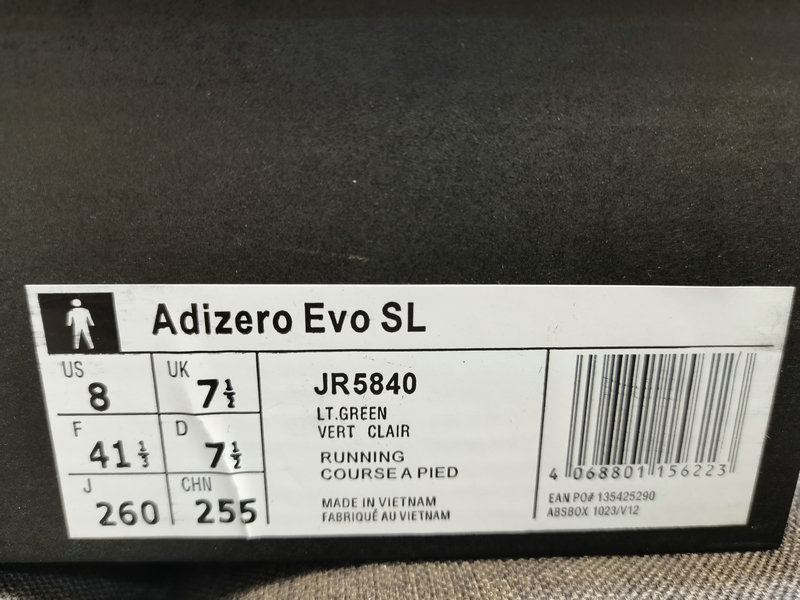 Adizero Evo SL
US 8 UK 7½
F 41⅓ D 7½
J 260 CHN 255
JR5840
LT.GREEN
VERT CLAIR
RUNNING
COURSE A PIED
MADE IN VIETNAM
FABRIQUÉ AU VIETNAM
4 068801 156223
EAN PO# 135425290
ABSBOX 1023/V12